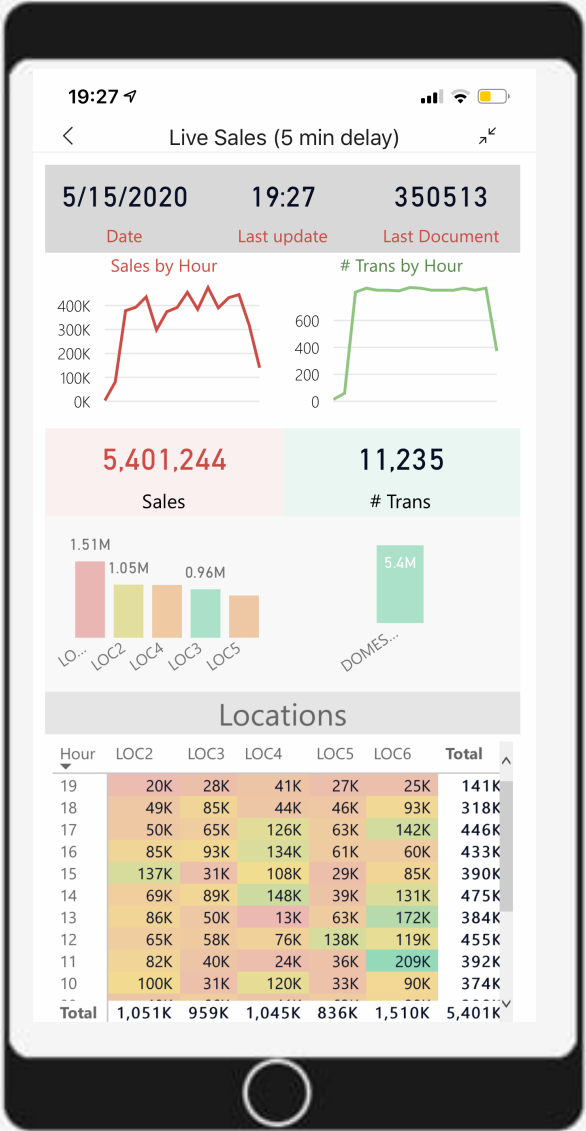 19:27
Live Sales (5 min delay)
5/15/2020 19:27 350513
Date Last update Last Document
Sales by Hour # Trans by Hour
400K
300K
200K
100K
0K
600
400
200
0
5,401,244 11,235
Sales # Trans
1.51M
1.05M
0.96M
5.4M
LO... LOC2 LOC4 LOC3 LOC5
DOMES...
Locations
Hour LOC2 LOC3 LOC4 LOC5 LOC6 Total
19 20K 28K 41K 27K 25K 141K
18 49K 85K 44K 46K 93K 318K
17 50K 65K 126K 63K 142K 446K
16 85K 93K 134K 61K 60K 433K
15 137K 31K 108K 29K 85K 390K
14 69K 89K 148K 39K 131K 475K
13 86K 50K 13K 63K 172K 384K
12 65K 58K 76K 138K 119K 455K
11 82K 40K 24K 36K 209K 392K
10 100K 31K 120K 33K 90K 374K
Total 1,051K 959K 1,045K 836K 1,510K 5,401K